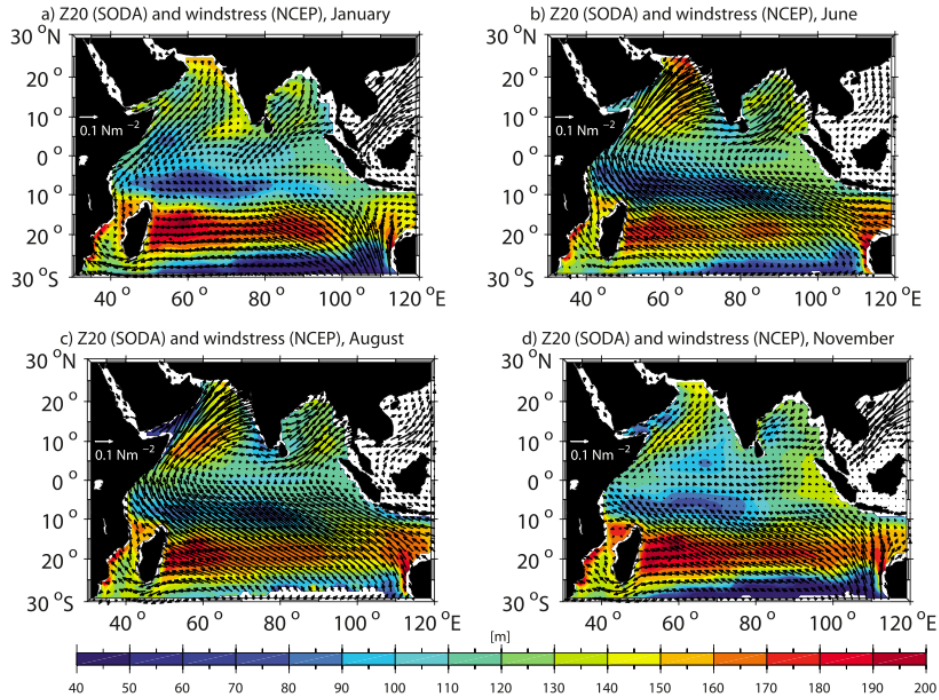 a) Z20 (SODA) and windstress (NCEP), January
30 °N
20 °
10 °
0 °
10 °
20 °
30 °S
0.1 Nm⁻²
40 ° 60 ° 80 ° 100 ° 120 °E
b) Z20 (SODA) and windstress (NCEP), June
30 °N
20 °
10 °
0 °
10 °
20 °
30 °S
0.1 Nm⁻²
40 ° 60 ° 80 ° 100 ° 120 °E
c) Z20 (SODA) and windstress (NCEP), August
30 °N
20 °
10 °
0 °
10 °
20 °
30 °S
0.1 Nm⁻²
40 ° 60 ° 80 ° 100 ° 120 °E
d) Z20 (SODA) and windstress (NCEP), November
30 °N
20 °
10 °
0 °
10 °
20 °
30 °S
0.1 Nm⁻²
40 ° 60 ° 80 ° 100 ° 120 °E
[m]
40 50 60 70 80 90 100 110 120 130 140 150 160 170 180 190 200